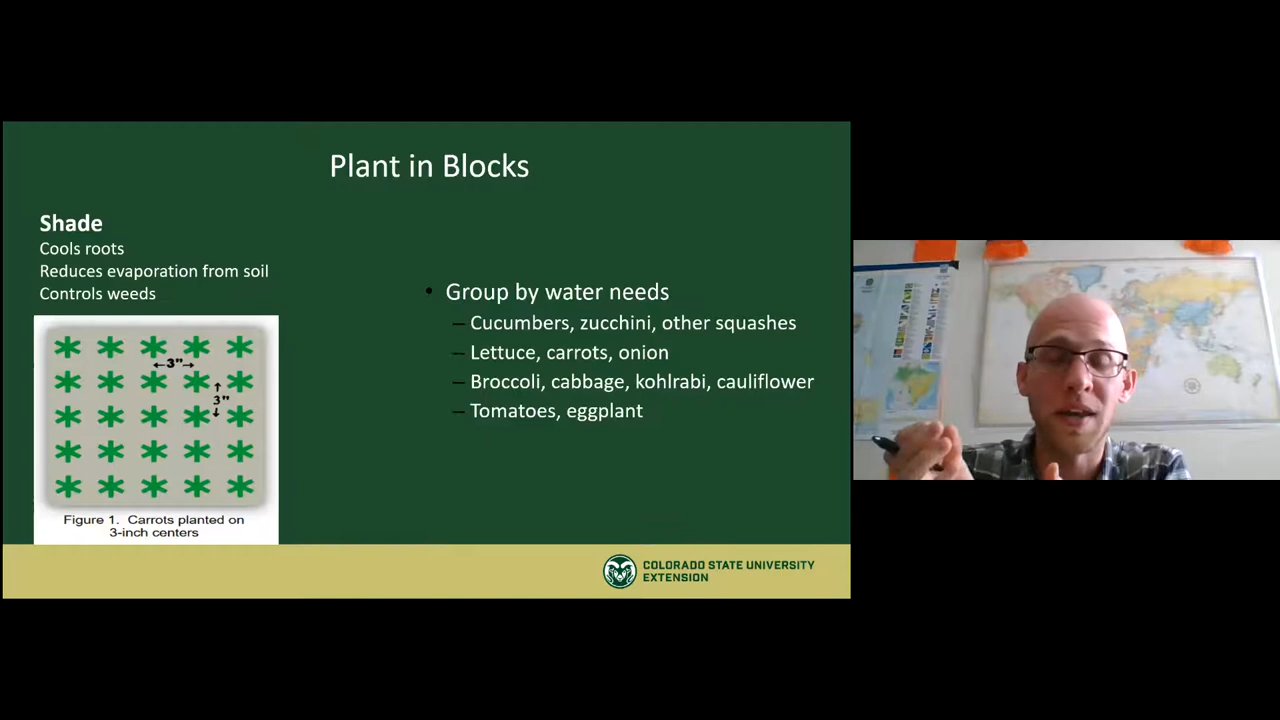 Plant in Blocks
Shade
Cools roots
Reduces evaporation from soil
Controls weeds
3"
3"
Figure 1. Carrots planted on
3-inch centers
• Group by water needs
– Cucumbers, zucchini, other squashes
– Lettuce, carrots, onion
– Broccoli, cabbage, kohlrabi, cauliflower
– Tomatoes, eggplant
COLORADO STATE UNIVERSITY
EXTENSION